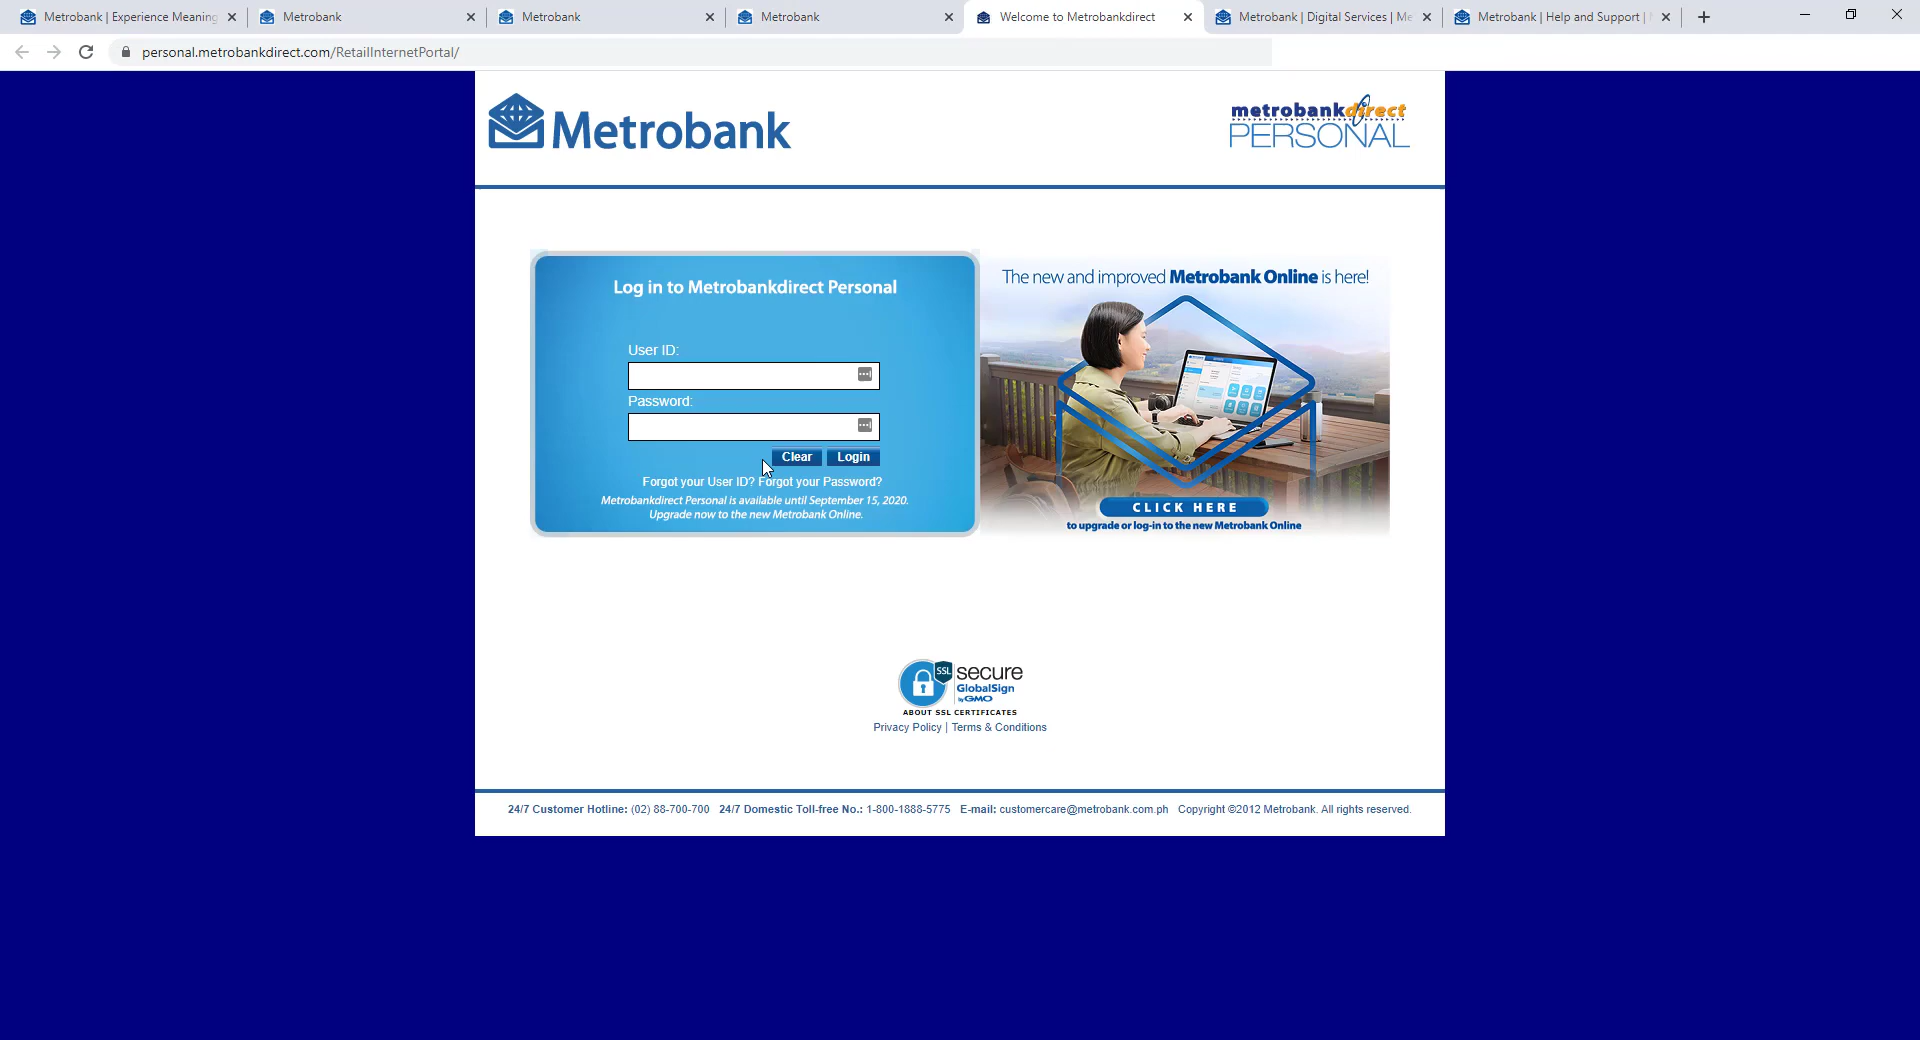 Metrobank | Experience Meaning
Metrobank
Metrobank
Metrobank
Welcome to Metrobankdirect
Metrobank | Digital Services | Me
Metrobank | Help and Support |
personal.metrobankdirect.com/RetailInternetPortal/
Metrobank
metrobankdirect
PERSONAL
Log in to Metrobankdirect Personal
User ID:
Password:
Clear Login
Forgot your User ID? Forgot your Password?
Metrobankdirect Personal is available until September 15, 2020.
Upgrade now to the new Metrobank Online.
The new and improved Metrobank Online is here!
CLICK HERE
to upgrade or log-in to the new Metrobank Online
SSL
secure
GlobalSign
by GMO
ABOUT SSL CERTIFICATES
Privacy Policy | Terms & Conditions
24/7 Customer Hotline: (02) 88-700-700 24/7 Domestic Toll-free No.: 1-800-1888-5775 E-mail: customercare@metrobank.com.ph Copyright ©2012 Metrobank. All rights reserved.